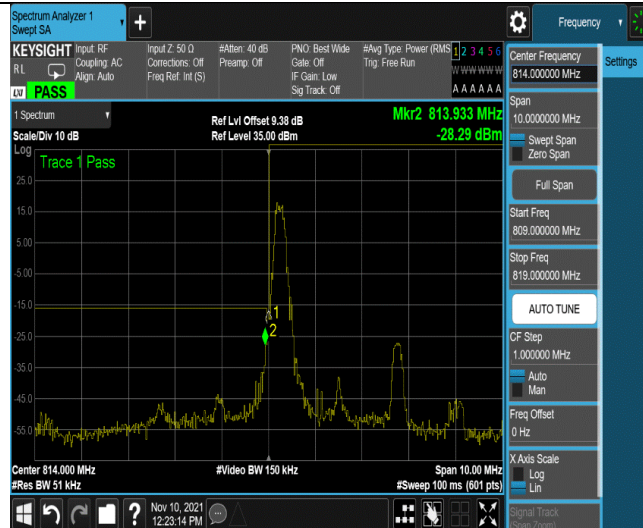 Spectrum Analyzer 1
Swept SA
Frequency
KEYSIGHT
Input: RF
Input Z: 50 Ω
#Atten: 40 dB
PNO: Best Wide
#Avg Type: Power (RMS
1 2 3 4 5 6
R L
Coupling: AC
Corrections: Off
Preamp: Off
Gate: Off
Trig: Free Run
Align: Auto
Freq Ref: Int (S)
IF Gain: Low
W W W W W W
Sig Track: Off
A A A A A A
LXI
PASS
1 Spectrum
Ref Lvl Offset 9.38 dB
Mkr2 813.933 MHz
Scale/Div 10 dB
Ref Level 35.00 dBm
-28.29 dBm
Log
Trace 1 Pass
25.0
15.0
5.00
-5.00
-15.0
-25.0
-35.0
-45.0
-55.0
1
2
Center 814.000 MHz
#Video BW 150 kHz
Span 10.00 MHz
#Res BW 51 kHz
#Sweep 100 ms (601 pts)
Center Frequency
814.000000 MHz
Settings
Span
10.0000000 MHz
Swept Span
Zero Span
Full Span
Start Freq
809.000000 MHz
Stop Freq
819.000000 MHz
AUTO TUNE
CF Step
1.000000 MHz
Auto
Man
Freq Offset
0 Hz
X Axis Scale
Log
Lin
Signal Track
(Span Zoom)
?
Nov 10, 2021
12:23:14 PM